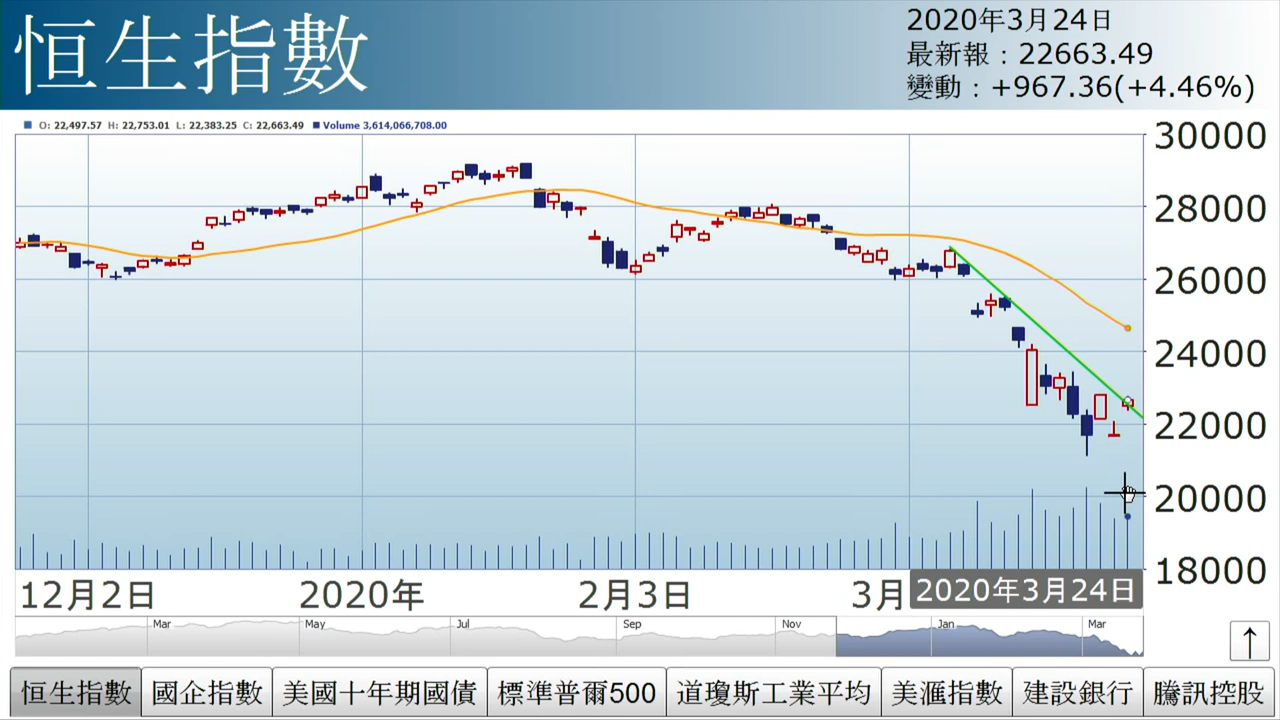 恒生指數
2020年3月24日
最新報：22663.49
變動：+967.36(+4.46%)
O: 22,497.57 H: 22,753.01 L: 22,383.25 C: 22,663.49 Volume 3,614,066,708.00
30000
28000
26000
24000
22000
20000
18000
12月2日 2020年 2月3日 3月 2020年3月24日
Mar May Jul Sep Nov Jan Mar
恒生指數 國企指數 美國十年期國債 標準普爾500 道瓊斯工業平均 美滙指數 建設銀行 騰訊控股